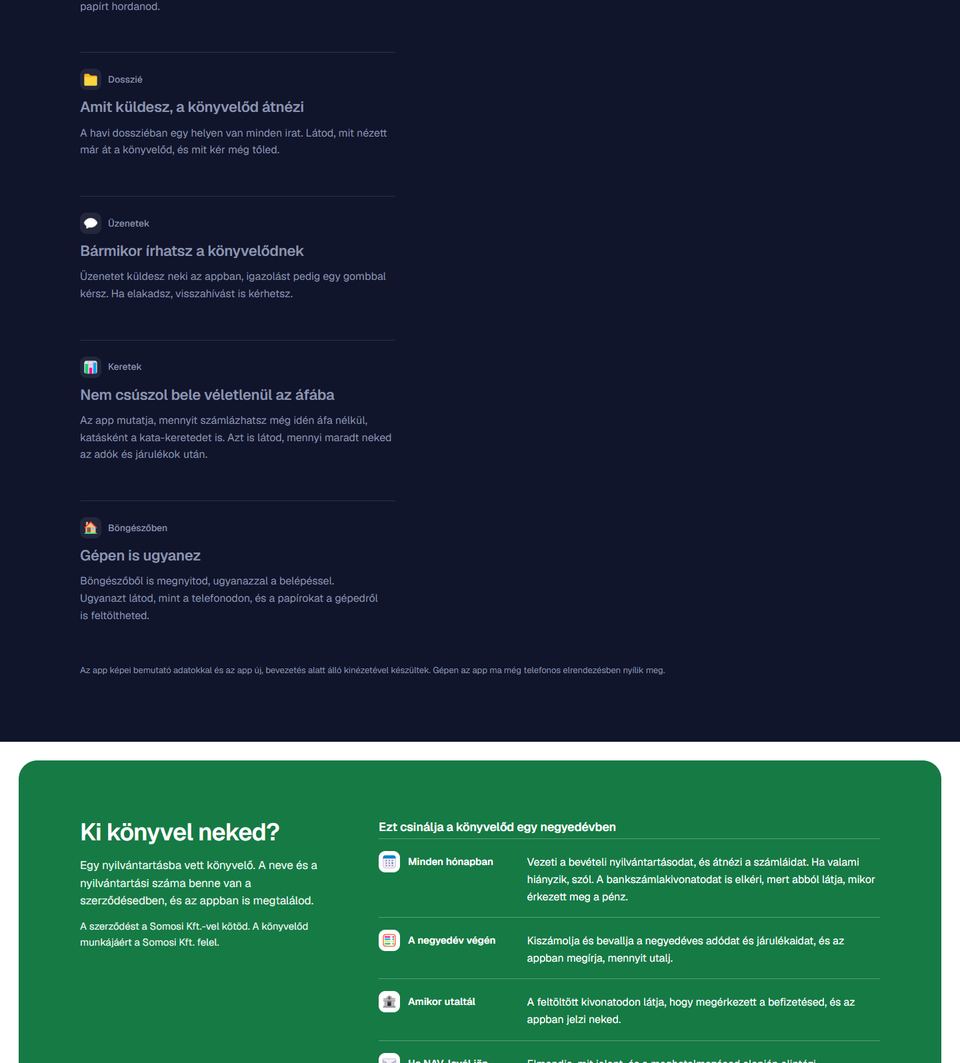 papírt hordanod.
Dosszié
Amit küldesz, a könyvelőd átnézi
A havi dossziéban egy helyen van minden irat. Látod, mit nézett
már át a könyvelőd, és mit kér még tőled.
Üzenetek
Bármikor írhatsz a könyvelődnek
Üzenetet küldesz neki az appban, igazolást pedig egy gombbal
kérsz. Ha elakadsz, visszahívást is kérhetsz.
Keretek
Nem csúszol bele véletlenül az áfába
Az app mutatja, mennyit számlázhatsz még idén áfa nélkül,
katásként a kata-keretedet is. Azt is látod, mennyi maradt neked
az adók és járulékok után.
Böngészőben
Gépen is ugyanez
Böngészőből is megnyitod, ugyanazzal a belépéssel.
Ugyanazt látod, mint a telefonodon, és a papírokat a gépedről
is feltöltheted.
Az app képei bemutató adatokkal és az app új, bevezetés alatt álló kinézetével készültek. Gépen az app ma még telefonos elrendezésben nyílik meg.
Ki könyvel neked?
Egy nyilvántartásba vett könyvelő. A neve és a
nyilvántartási száma benne van a
szerződésedben, és az appban is megtalálod.
A szerződést a Somosi Kft.-vel kötöd. A könyvelőd
munkájáért a Somosi Kft. felel.
Ezt csinálja a könyvelőd egy negyedévben
Minden hónapban
Vezeti a bevételi nyilvántartásodat, és átnézi a számláidat. Ha valami
hiányzik, szól. A bankszámlakivonatodat is elkéri, mert abból látja, mikor
érkezett meg a pénz.
A negyedév végén
Kiszámolja és bevallja a negyedéves adódat és járulékaidat, és az
appban megírja, mennyit utalj.
Amikor utaltál
A feltöltött kivonatodon látja, hogy megérkezett a befizetésed, és az
appban jelzi neked.